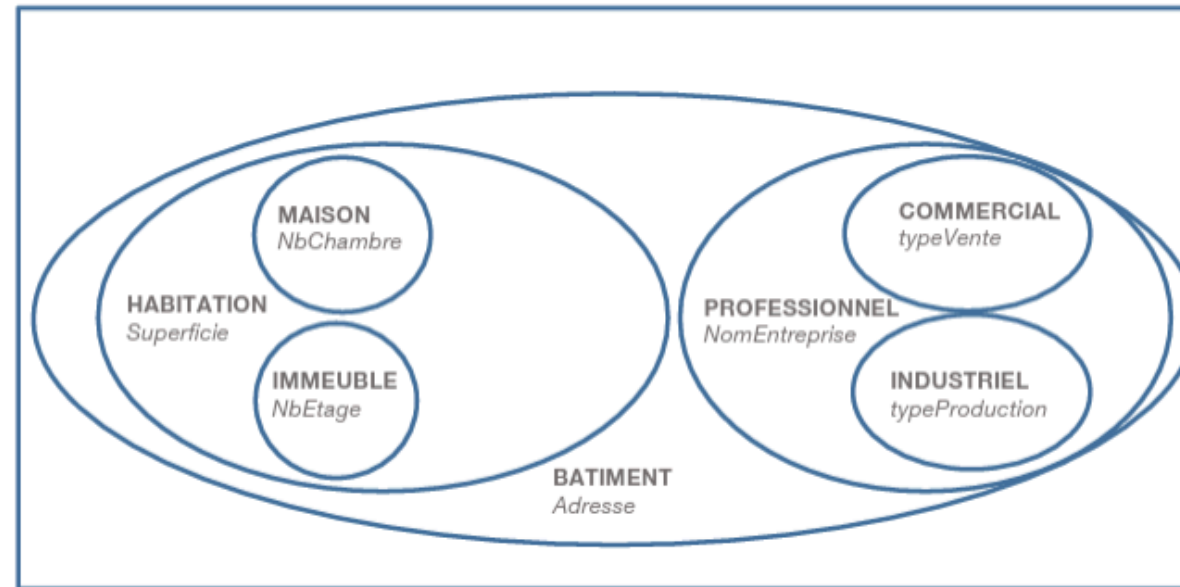 MAISON
NbChambre
HABITATION
Superficie
IMMEUBLE
NbEtage
COMMERCIAL
typeVente
PROFESSIONNEL
NomEntreprise
INDUSTRIEL
typeProduction
BATIMENT
Adresse